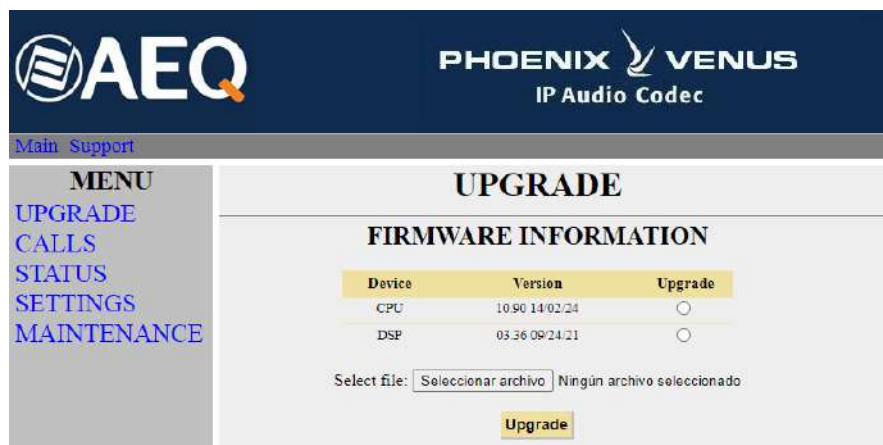 AEQ
PHOENIX VENUS
IP Audio Codec
Main Support
MENU
UPGRADE
CALLS
STATUS
SETTINGS
MAINTENANCE
UPGRADE
FIRMWARE INFORMATION
Device Version Upgrade
CPU 10.90 14/02/24
DSP 03.36 09/24/21
Select file: Seleccionar archivo Ningún archivo seleccionado
Upgrade